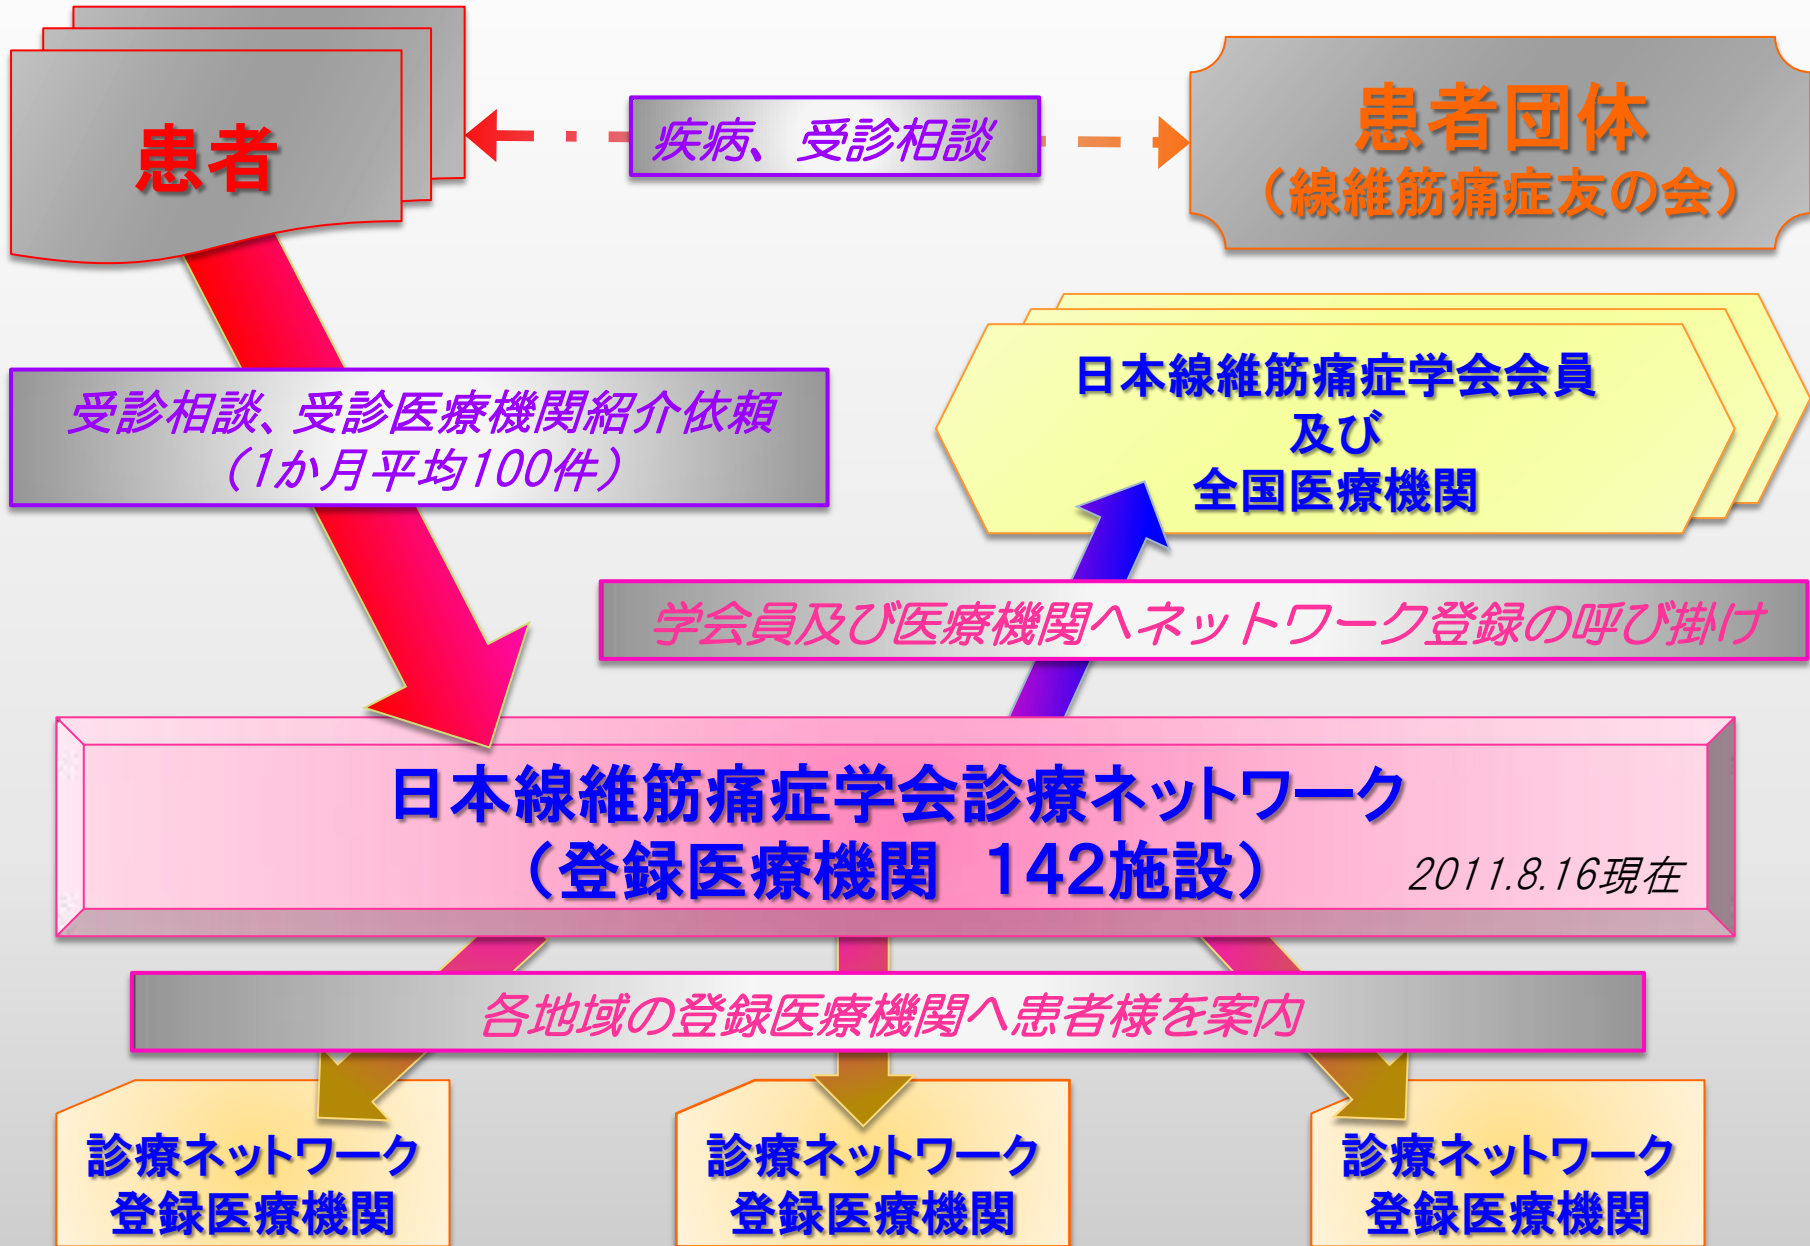 患者
疾病、受診相談
患者団体
（線維筋痛症友の会）
日本線維筋痛症学会会員
及び
全国医療機関
受診相談、受診医療機関紹介依頼
（1か月平均100件）
学会員及び医療機関へネットワーク登録の呼び掛け
日本線維筋痛症学会診療ネットワーク
（登録医療機関　142施設）
2011.8.16現在
各地域の登録医療機関へ患者様を案内
診療ネットワーク
登録医療機関
診療ネットワーク
登録医療機関
診療ネットワーク
登録医療機関